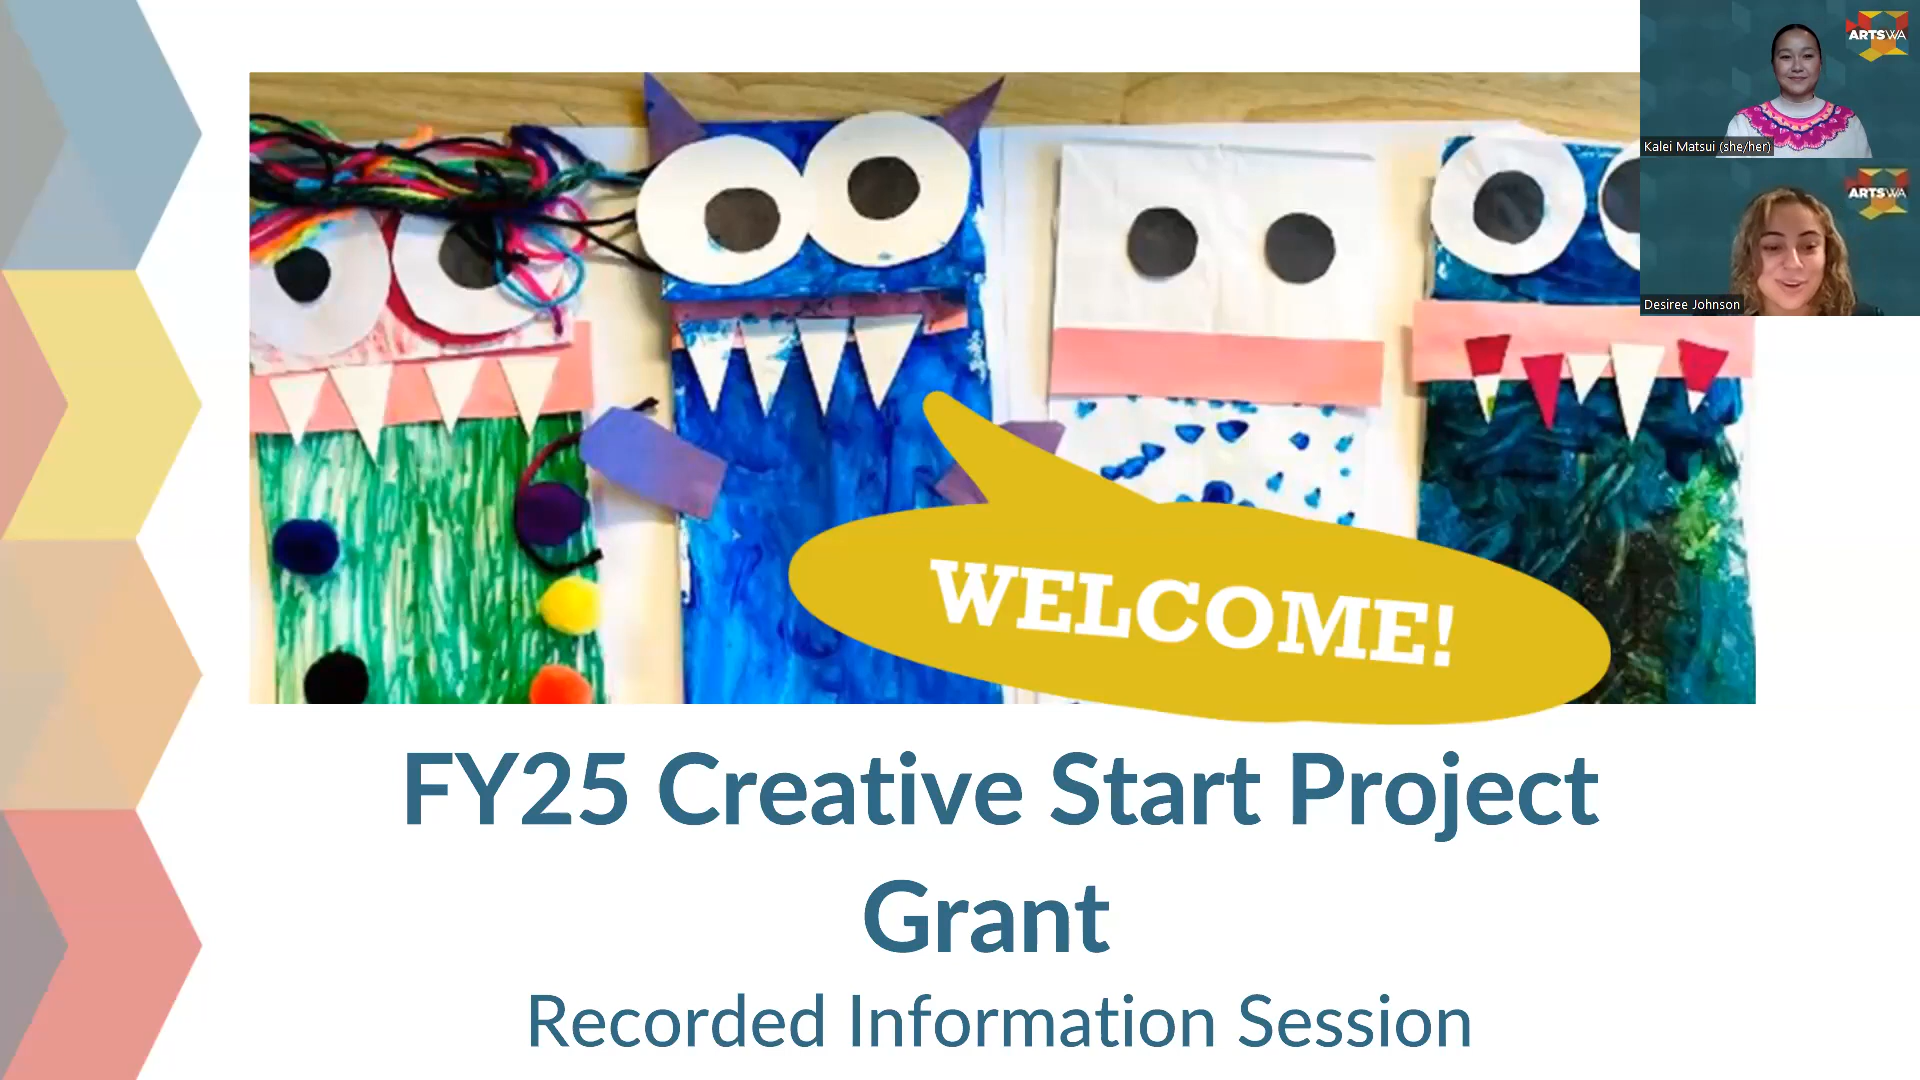 ARTSWA
Kalei Matsui (she/her)
ARTSWA
Desiree Johnson
WELCOME!
FY25 Creative Start Project
Grant
Recorded Information Session